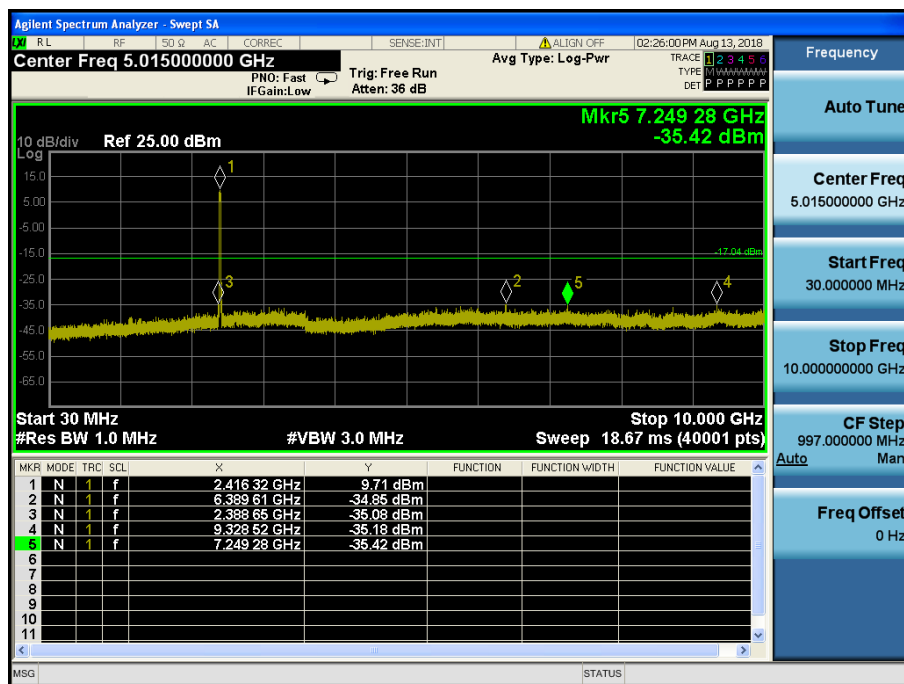 Agilent Spectrum Analyzer - Swept SA
LXI RL RF 50 Ω AC CORREC SENSE:INT ALIGN OFF 02:26:00 PM Aug 13, 2018
Center Freq 5.015000000 GHz
PNO: Fast
IFGain:Low
Trig: Free Run
Atten: 36 dB
Avg Type: Log-Pwr
TRACE 1 2 3 4 5 6
TYPE M W W W W W
DET P P P P P P
Mkr5 7.249 28 GHz
-35.42 dBm
10 dB/div Ref 25.00 dBm
Log
15.0
5.00
-5.00
-15.0
-25.0
-35.0
-45.0
-55.0
-65.0
1
3
2
5
4
-17.04 dBm
Start 30 MHz Stop 10.000 GHz
#Res BW 1.0 MHz #VBW 3.0 MHz Sweep 18.67 ms (40001 pts)
MKR MODE TRC SCL X Y FUNCTION FUNCTION WIDTH FUNCTION VALUE
1 N 1 f 2.416 32 GHz 9.71 dBm
2 N 1 f 6.389 61 GHz -34.85 dBm
3 N 1 f 2.388 65 GHz -35.08 dBm
4 N 1 f 9.328 52 GHz -35.18 dBm
5 N 1 f 7.249 28 GHz -35.42 dBm
6
7
8
9
10
11
MSG STATUS
Frequency
Auto Tune
Center Freq
5.015000000 GHz
Start Freq
30.000000 MHz
Stop Freq
10.000000000 GHz
CF Step
997.000000 MHz
Auto Man
Freq Offset
0 Hz